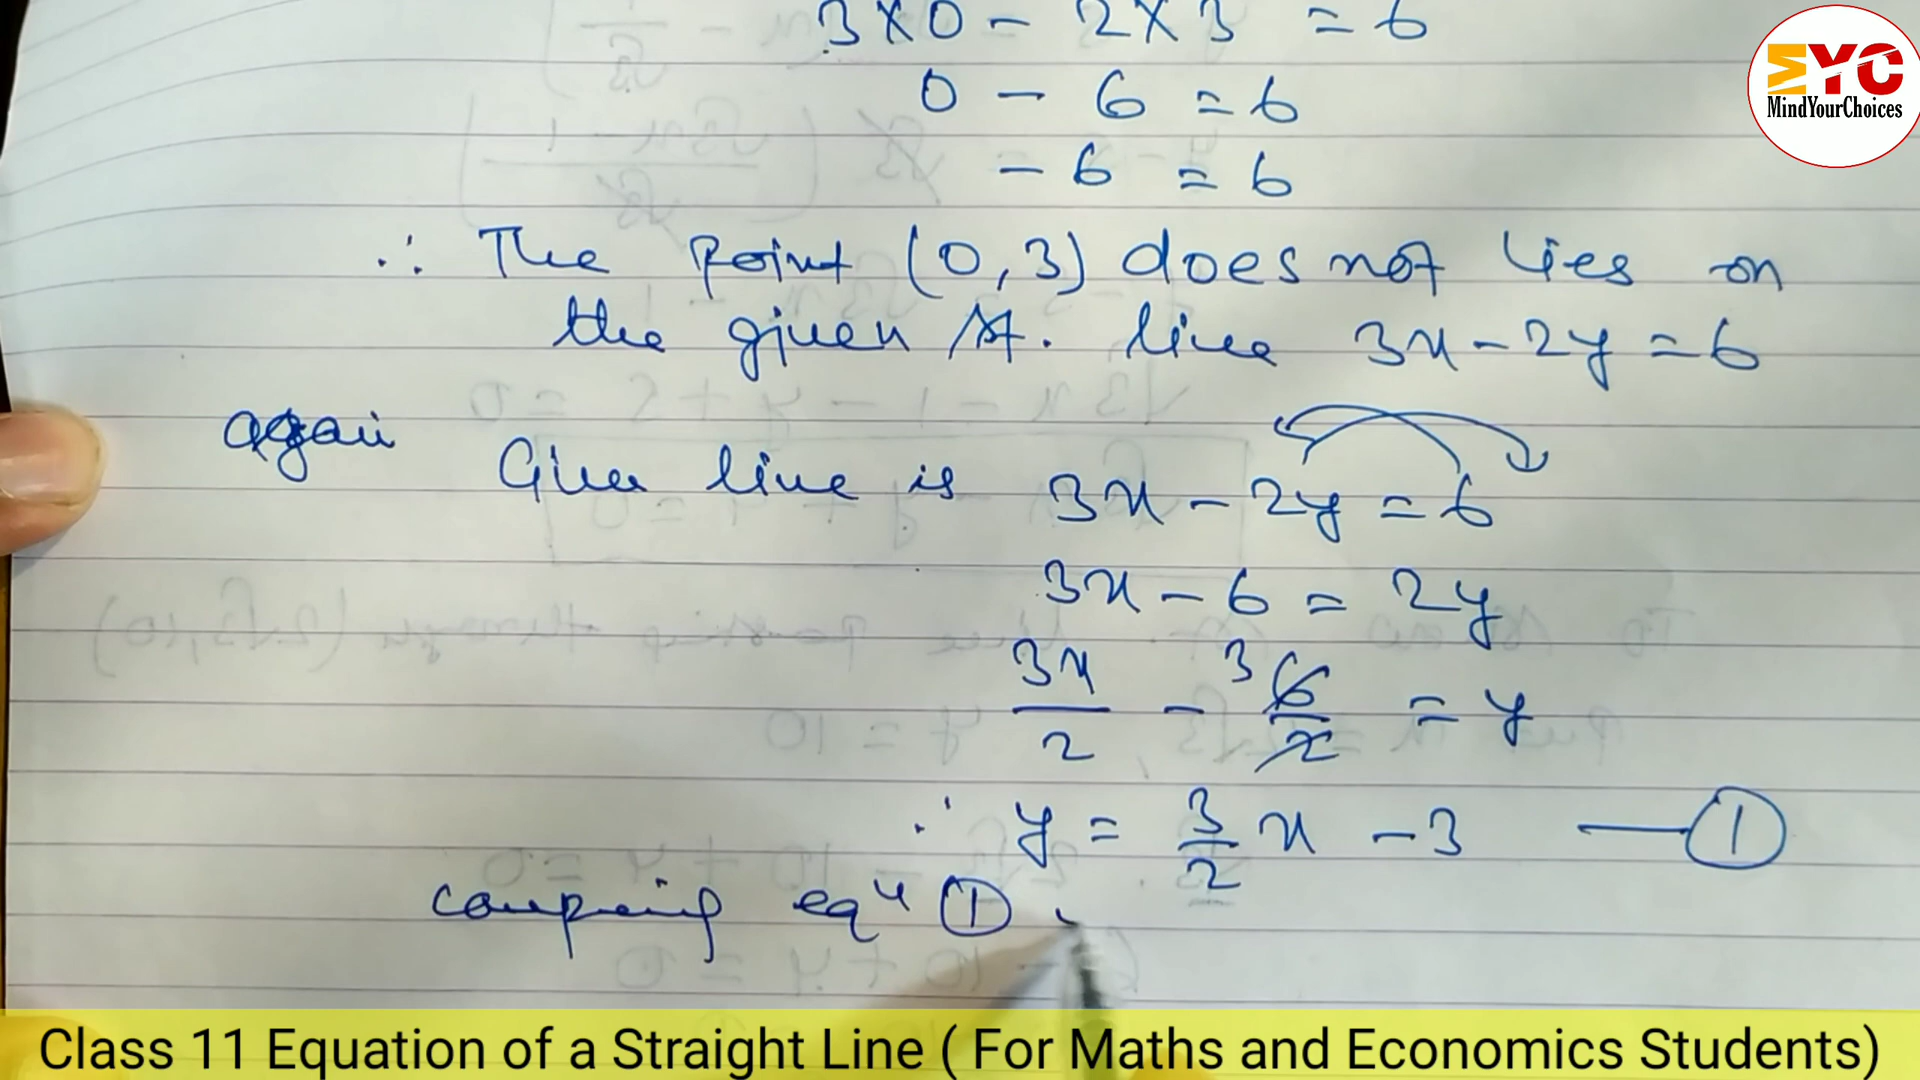 3×0 - 2×3 = 6
0 - 6 = 6
- 6 = 6
∴ The point (0,3) does not lies on
the given st. line 3x - 2y = 6
again Given line is 3x - 2y = 6
3x - 6 = 2y
3x/2 - 3 6/2 = y
∴ y = 3/2 x - 3 — ①
comparing eqn ①
MYC
MindYourChoices
Class 11 Equation of a Straight Line ( For Maths and Economics Students)